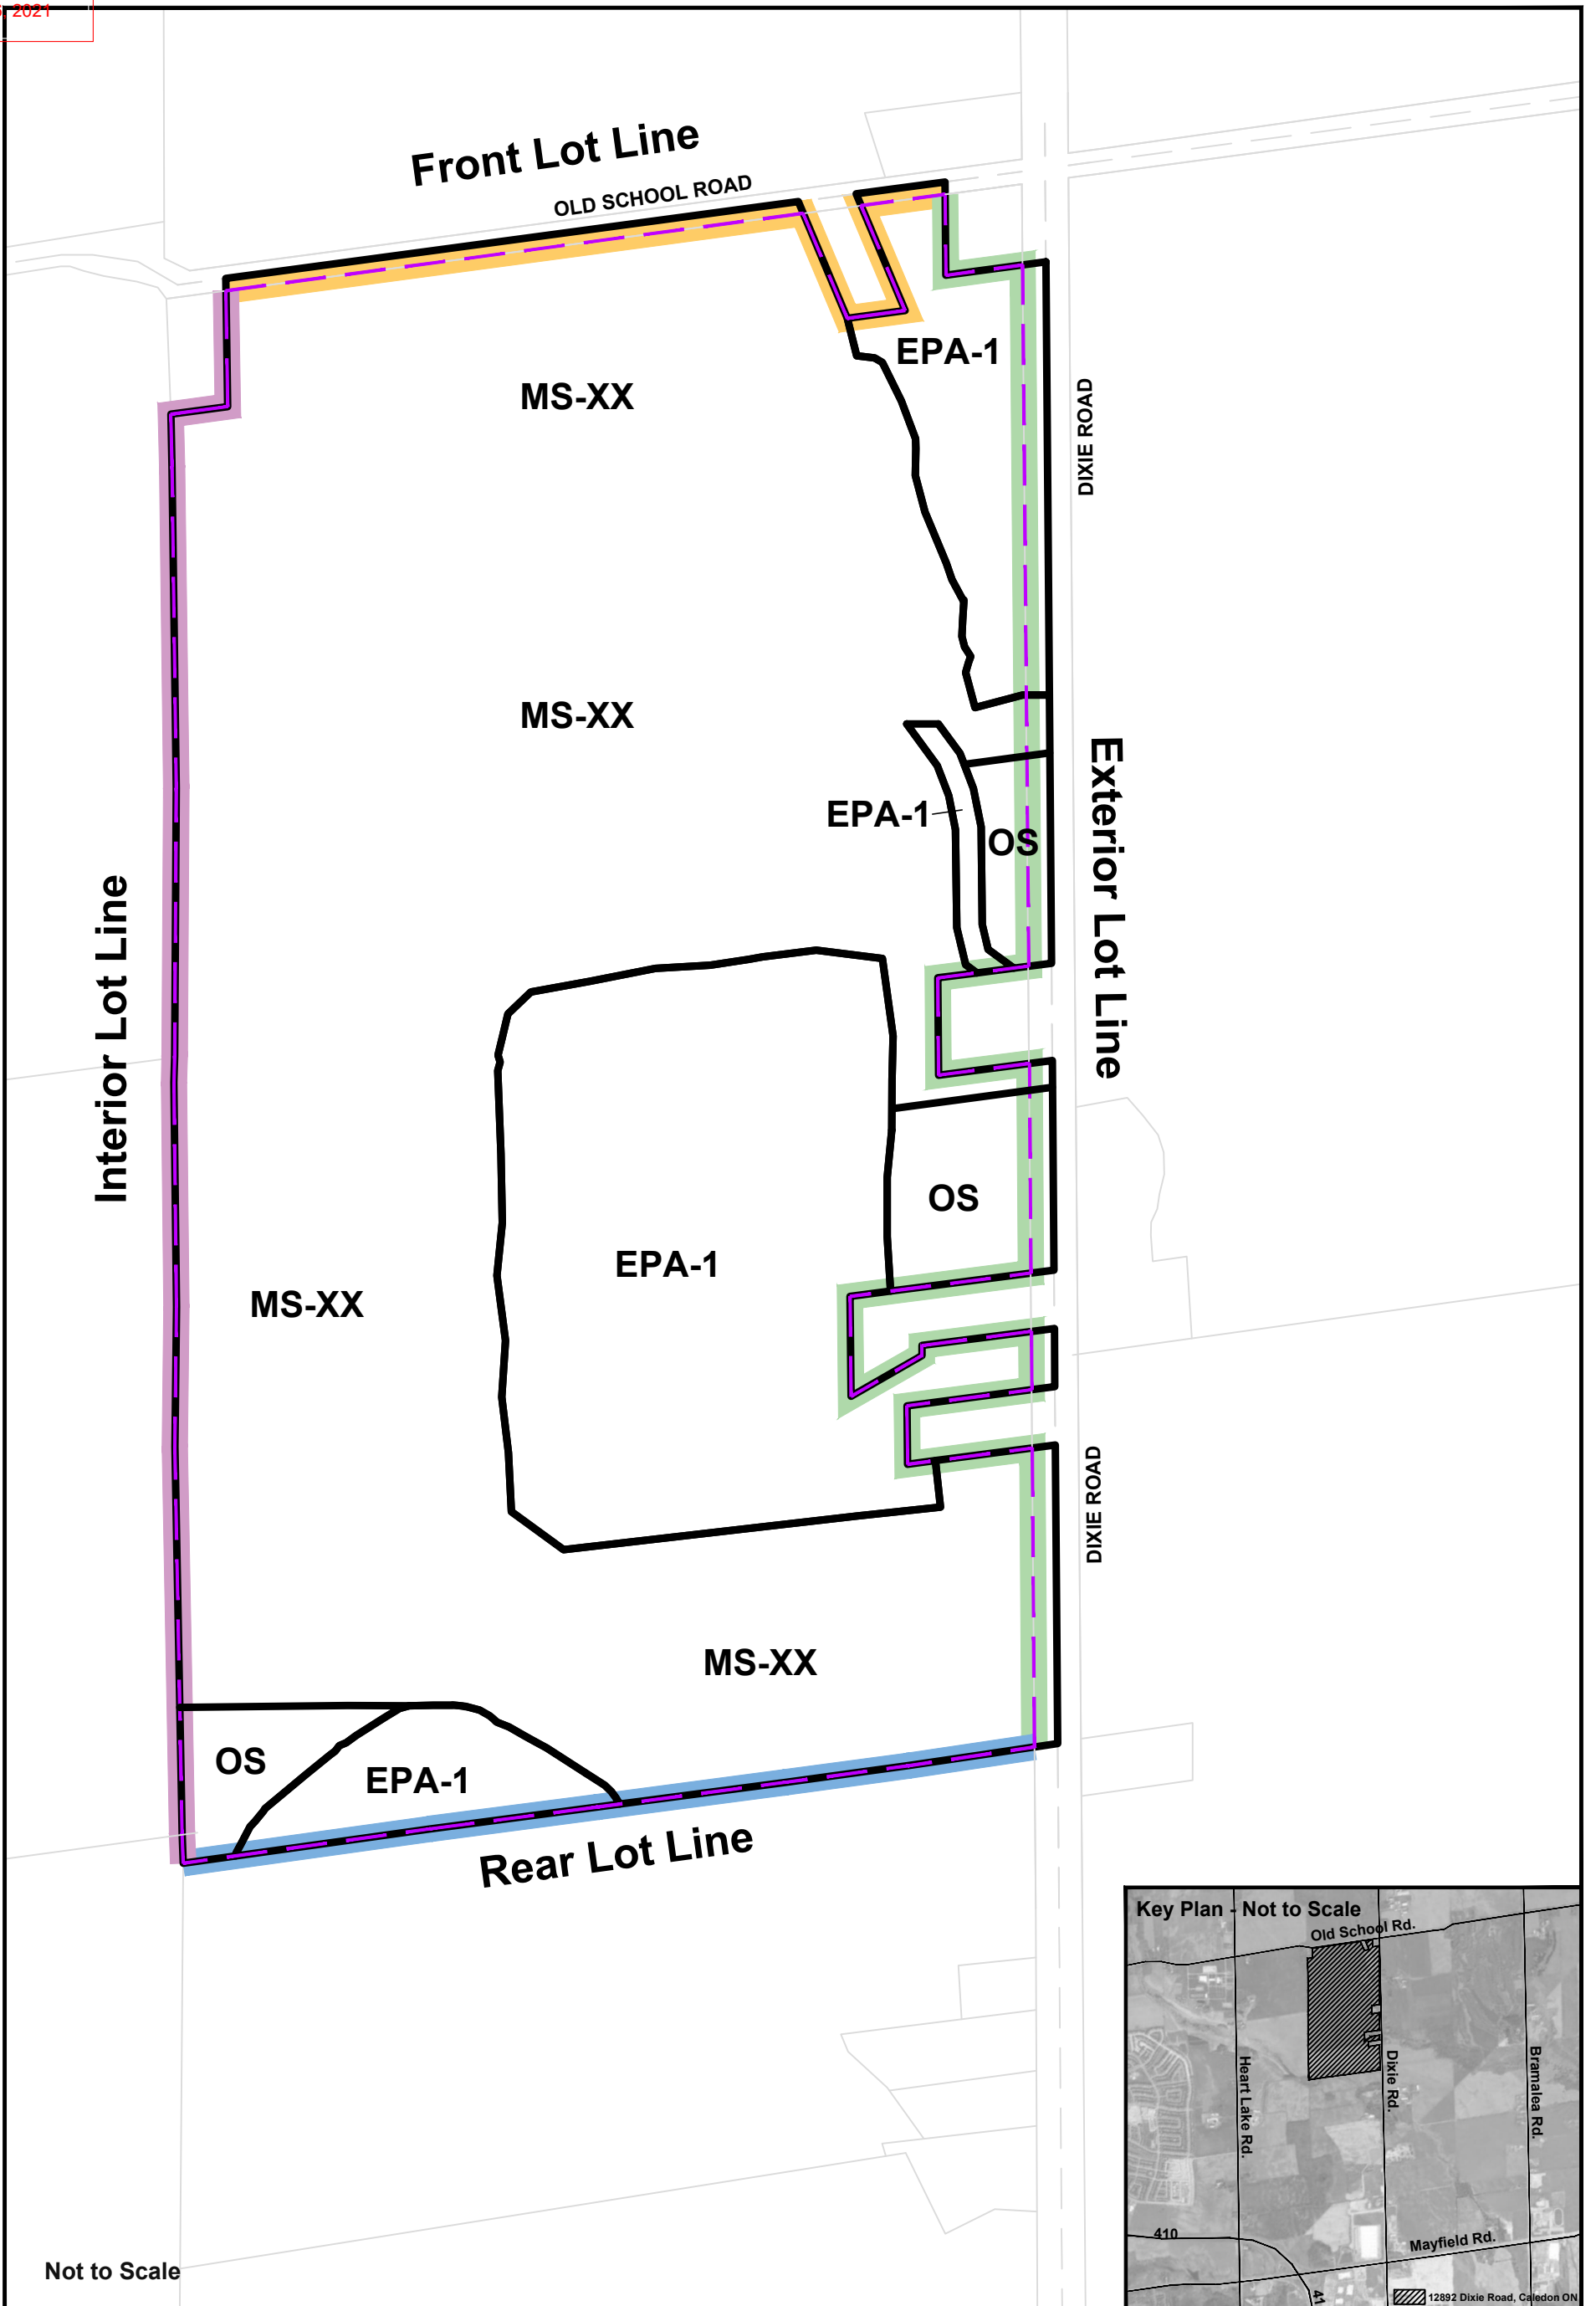 , 2021
Front Lot Line
OLD SCHOOL ROAD
MS-XX
EPA-1
DIXIE ROAD
MS-XX
EPA-1
OS
Exterior Lot Line
Interior Lot Line
OS
EPA-1
MS-XX
DIXIE ROAD
MS-XX
OS
EPA-1
Rear Lot Line
Key Plan - Not to Scale
Old School Rd.
Heart Lake Rd.
Dixie Rd.
Bramalea Rd.
410
Mayfield Rd.
41
12892 Dixie Road, Caledon ON
Not to Scale